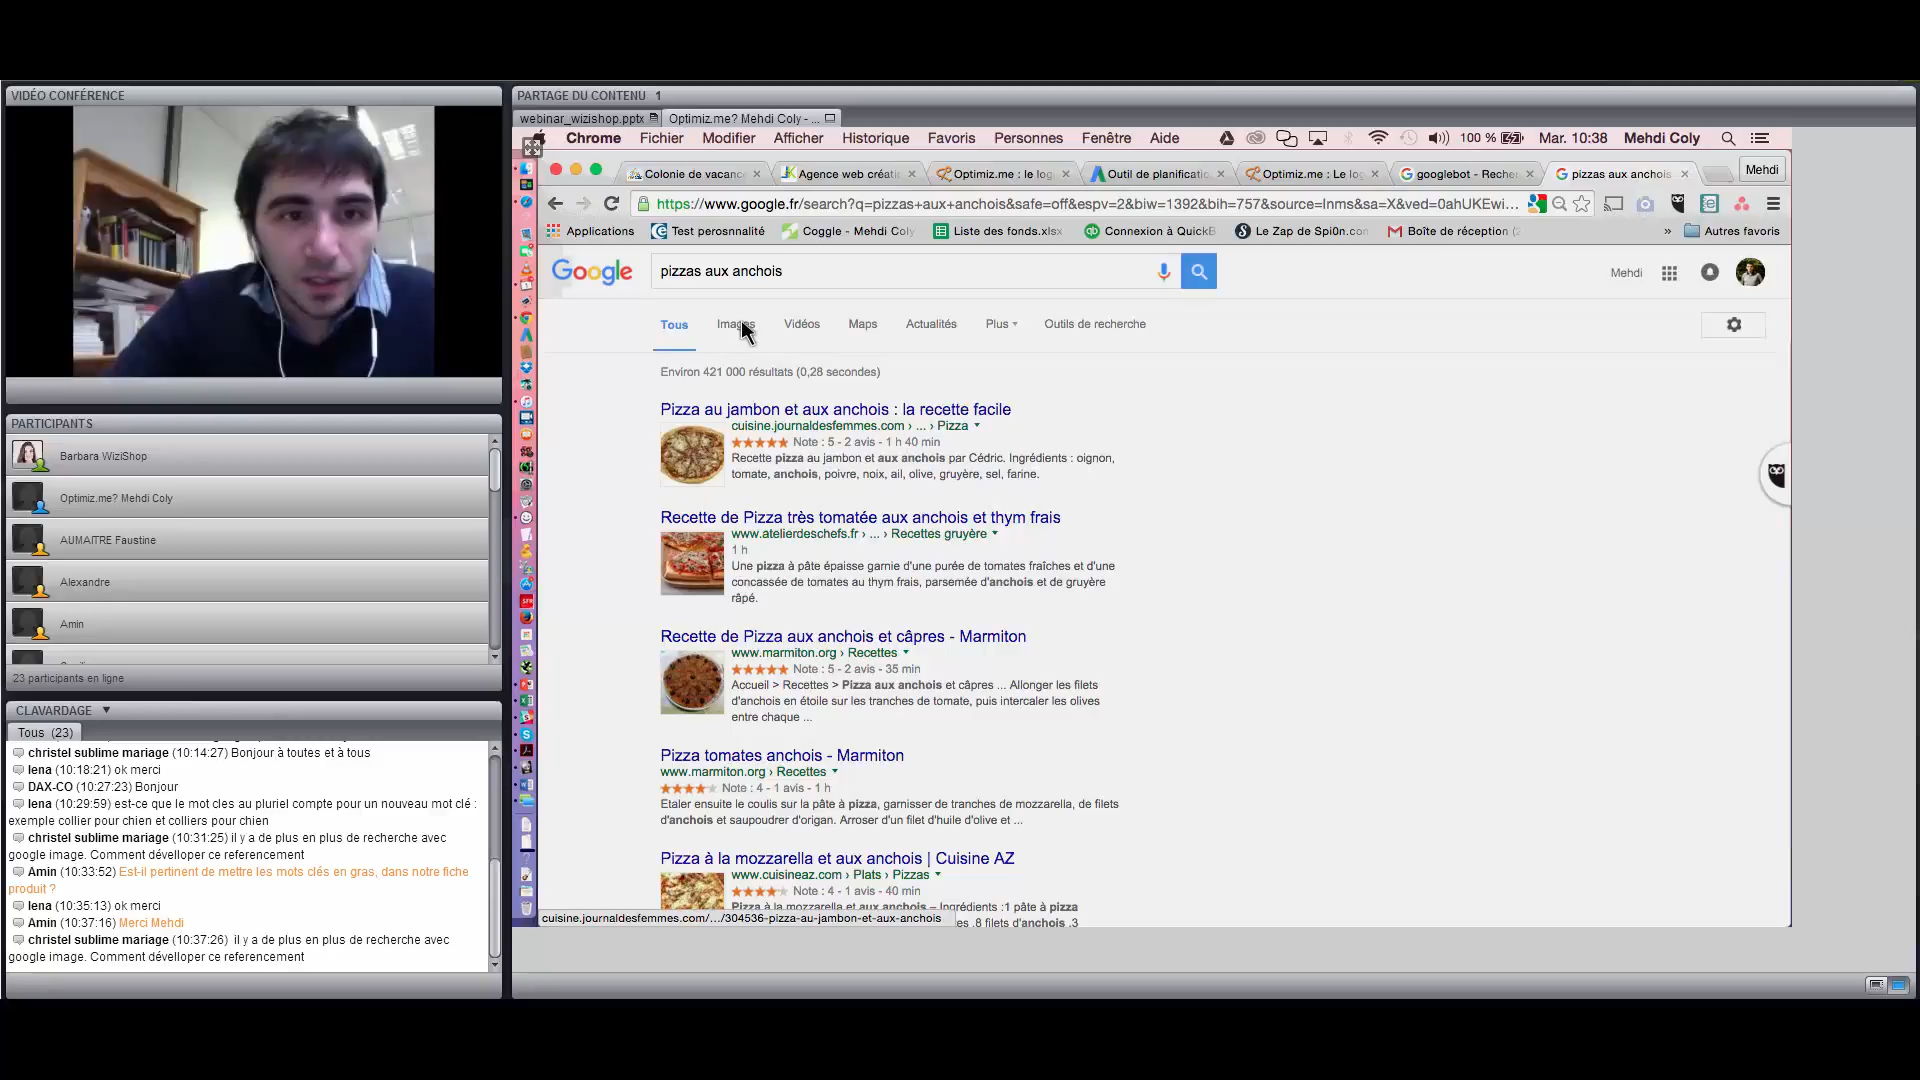 VIDÉO CONFÉRENCE
PARTICIPANTS
Barbara WiziShop
Optimiz.me? Mehdi Coly
AUMAITRE Faustine
Alexandre
Amin
23 participants en ligne
CLAVARDAGE
Tous (23)
christel sublime mariage (10:14:27) Bonjour à toutes et à tous
lena (10:18:21) ok merci
DAX-CO (10:27:23) Bonjour
lena (10:29:59) est-ce que le mot cles au pluriel compte pour un nouveau mot clé :
exemple collier pour chien et colliers pour chien
christel sublime mariage (10:31:25) il y a de plus en plus de recherche avec
google image. Comment dévelloper ce referencement
Amin (10:33:52) Est-il pertinent de mettre les mots clés en gras, dans notre fiche
produit ?
lena (10:35:13) ok merci
Amin (10:37:16) Merci Mehdi
christel sublime mariage (10:37:26) il y a de plus en plus de recherche avec
google image. Comment dévelloper ce referencement
PARTAGE DU CONTENU 1
webinar_wizishop.pptx Optimiz.me? Mehdi Coly - ...
Chrome Fichier Modifier Afficher Historique Favoris Personnes Fenêtre Aide 100 % Mar. 10:38 Mehdi Coly
Colonie de vacanc Agence web créati Optimiz.me : le log Outil de planificatio Optimiz.me : Le log googlebot - Recher pizzas aux anchois Mehdi
https://www.google.fr/search?q=pizzas+aux+anchois&safe=off&espv=2&biw=1392&bih=757&source=lnms&sa=X&ved=0ahUKEwi...
Applications Test perosnnalité Coggle - Mehdi Coly Liste des fonds.xlsx Connexion à QuickB Le Zap de Spi0n.com Boîte de réception (2 » Autres favoris
Google pizzas aux anchois Mehdi
Tous Images Vidéos Maps Actualités Plus Outils de recherche
Environ 421 000 résultats (0,28 secondes)
Pizza au jambon et aux anchois : la recette facile
cuisine.journaldesfemmes.com › ... › Pizza
Note : 5 - 2 avis - 1 h 40 min
Recette pizza au jambon et aux anchois par Cédric. Ingrédients : oignon,
tomate, anchois, poivre, noix, ail, olive, gruyère, sel, farine.
Recette de Pizza très tomatée aux anchois et thym frais
www.atelierdeschefs.fr › ... › Recettes gruyère
1 h
Une pizza à pâte épaisse garnie d'une purée de tomates fraîches et d'une
concassée de tomates au thym frais, parsemée d'anchois et de gruyère
râpé.
Recette de Pizza aux anchois et câpres - Marmiton
www.marmiton.org › Recettes
Note : 5 - 2 avis - 35 min
Accueil > Recettes > Pizza aux anchois et câpres ... Allonger les filets
d'anchois en étoile sur les tranches de tomate, puis intercaler les olives
entre chaque ...
Pizza tomates anchois - Marmiton
www.marmiton.org › Recettes
Note : 4 - 1 avis - 1 h
Etaler ensuite le coulis sur la pâte à pizza, garnisser de tranches de mozzarella, de filets
d'anchois et saupoudrer d'origan. Arroser d'un filet d'huile d'olive et ...
Pizza à la mozzarella et aux anchois | Cuisine AZ
www.cuisineaz.com › Plats › Pizzas
Note : 4 - 1 avis - 40 min
Pizza à la mozzarella et aux anchois – Ingrédients :1 pâte à pizza
cuisine.journaldesfemmes.com/.../304536-pizza-au-jambon-et-aux-anchois es ,8 filets d'anchois ,3